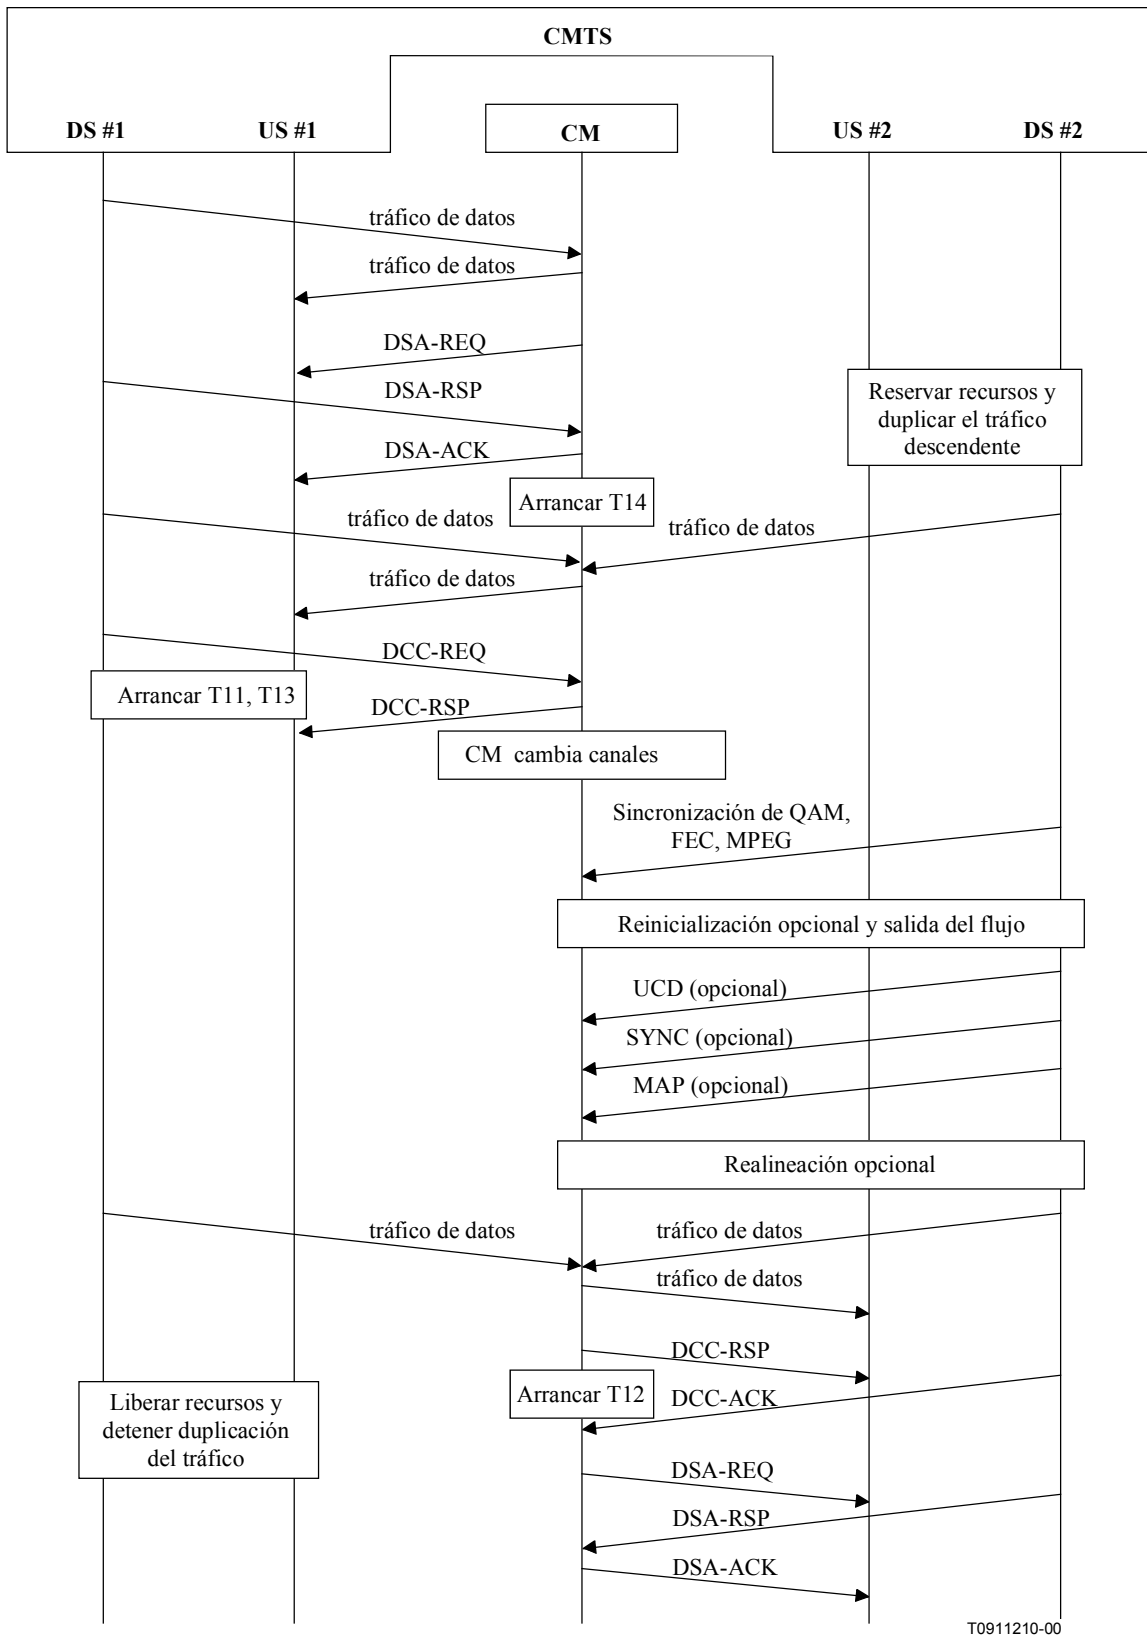 CMTS
DS #1
US #1
CM
US #2
DS #2
tráfico de datos
tráfico de datos
DSA-REQ
DSA-RSP
Reservar recursos y
duplicar el tráfico
descendente
DSA-ACK
Arrancar T14
tráfico de datos
tráfico de datos
tráfico de datos
DCC-REQ
Arrancar T11, T13
DCC-RSP
CM cambia canales
Sincronización de QAM,
FEC, MPEG
Reinicialización opcional y salida del flujo
UCD (opcional)
SYNC (opcional)
MAP (opcional)
Realineación opcional
tráfico de datos
tráfico de datos
tráfico de datos
DCC-RSP
Arrancar T12
DCC-ACK
Liberar recursos y
detener duplicación
del tráfico
DSA-REQ
DSA-RSP
DSA-ACK
T0911210-00